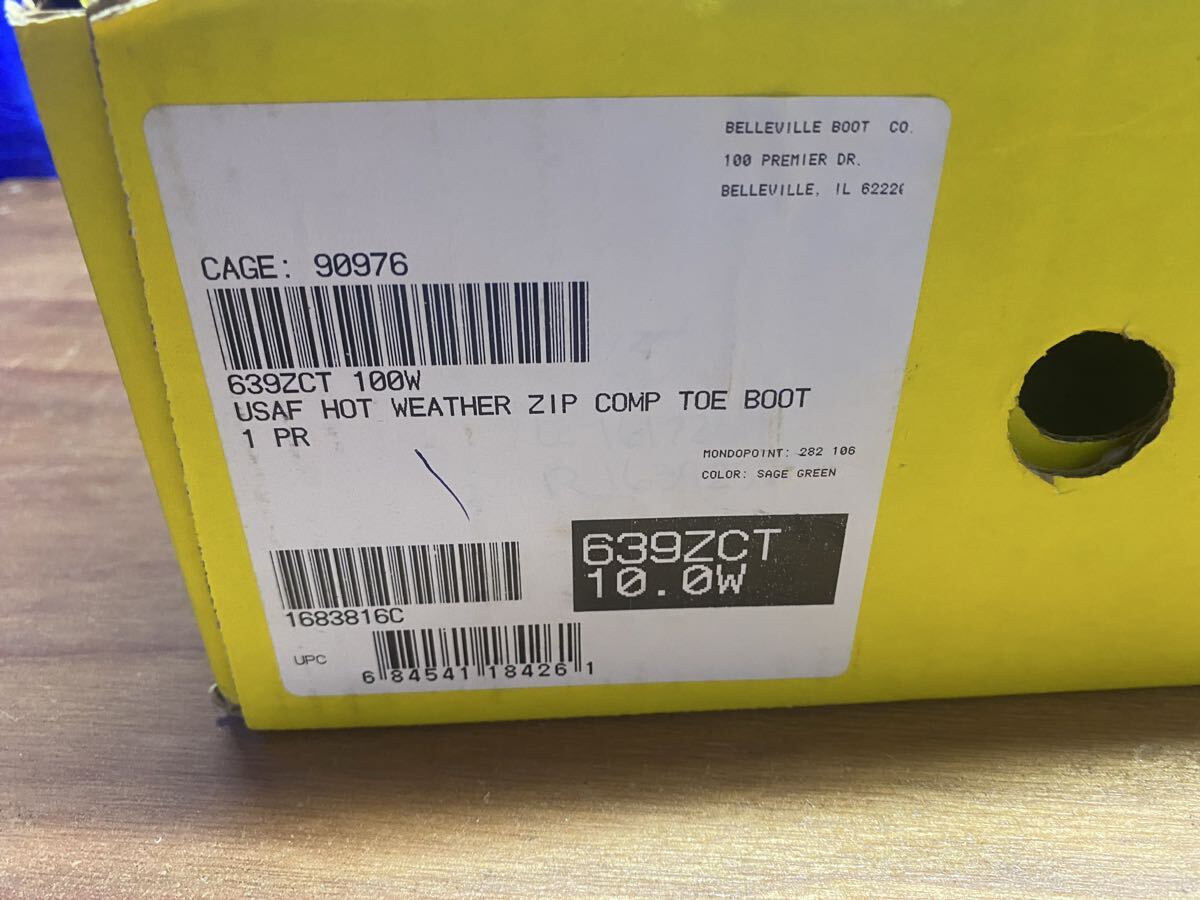 BELLEVILLE BOOT CO.
100 PREMIER DR.
BELLEVILLE, IL
CAGE: 90976
639ZCT 100W
USAF HOT WEATHER ZIP COMP TOE BOOT
1 PR
MONDOPOINT: 282 106
COLOR: SAGE GREEN
639ZCT
10.0W
1683816C
UPC
6 84541 18426 1